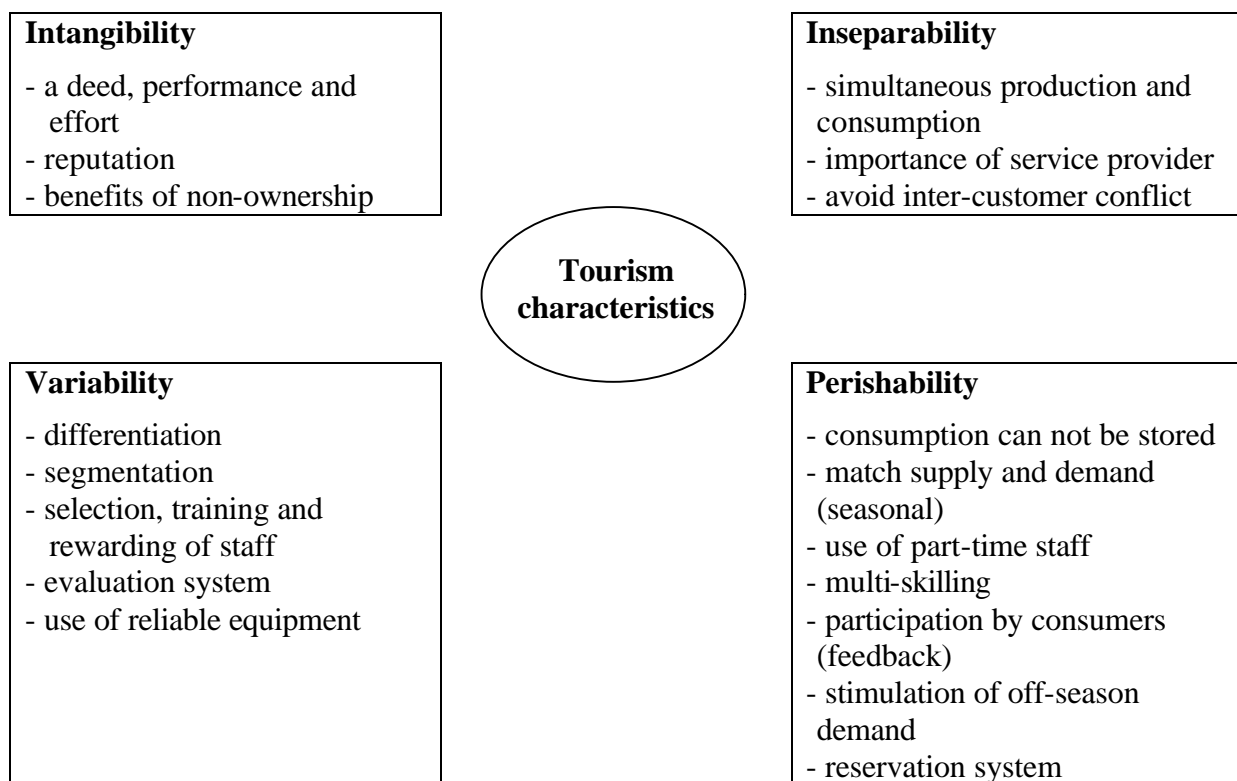 Intangibility
- a deed, performance and
effort
- reputation
- benefits of non-ownership
Inseparability
- simultaneous production and
consumption
- importance of service provider
- avoid inter-customer conflict
Tourism
characteristics
Variability
- differentiation
- segmentation
- selection, training and
rewarding of staff
- evaluation system
- use of reliable equipment
Perishability
- consumption can not be stored
- match supply and demand
(seasonal)
- use of part-time staff
- multi-skilling
- participation by consumers
(feedback)
- stimulation of off-season
demand
- reservation system